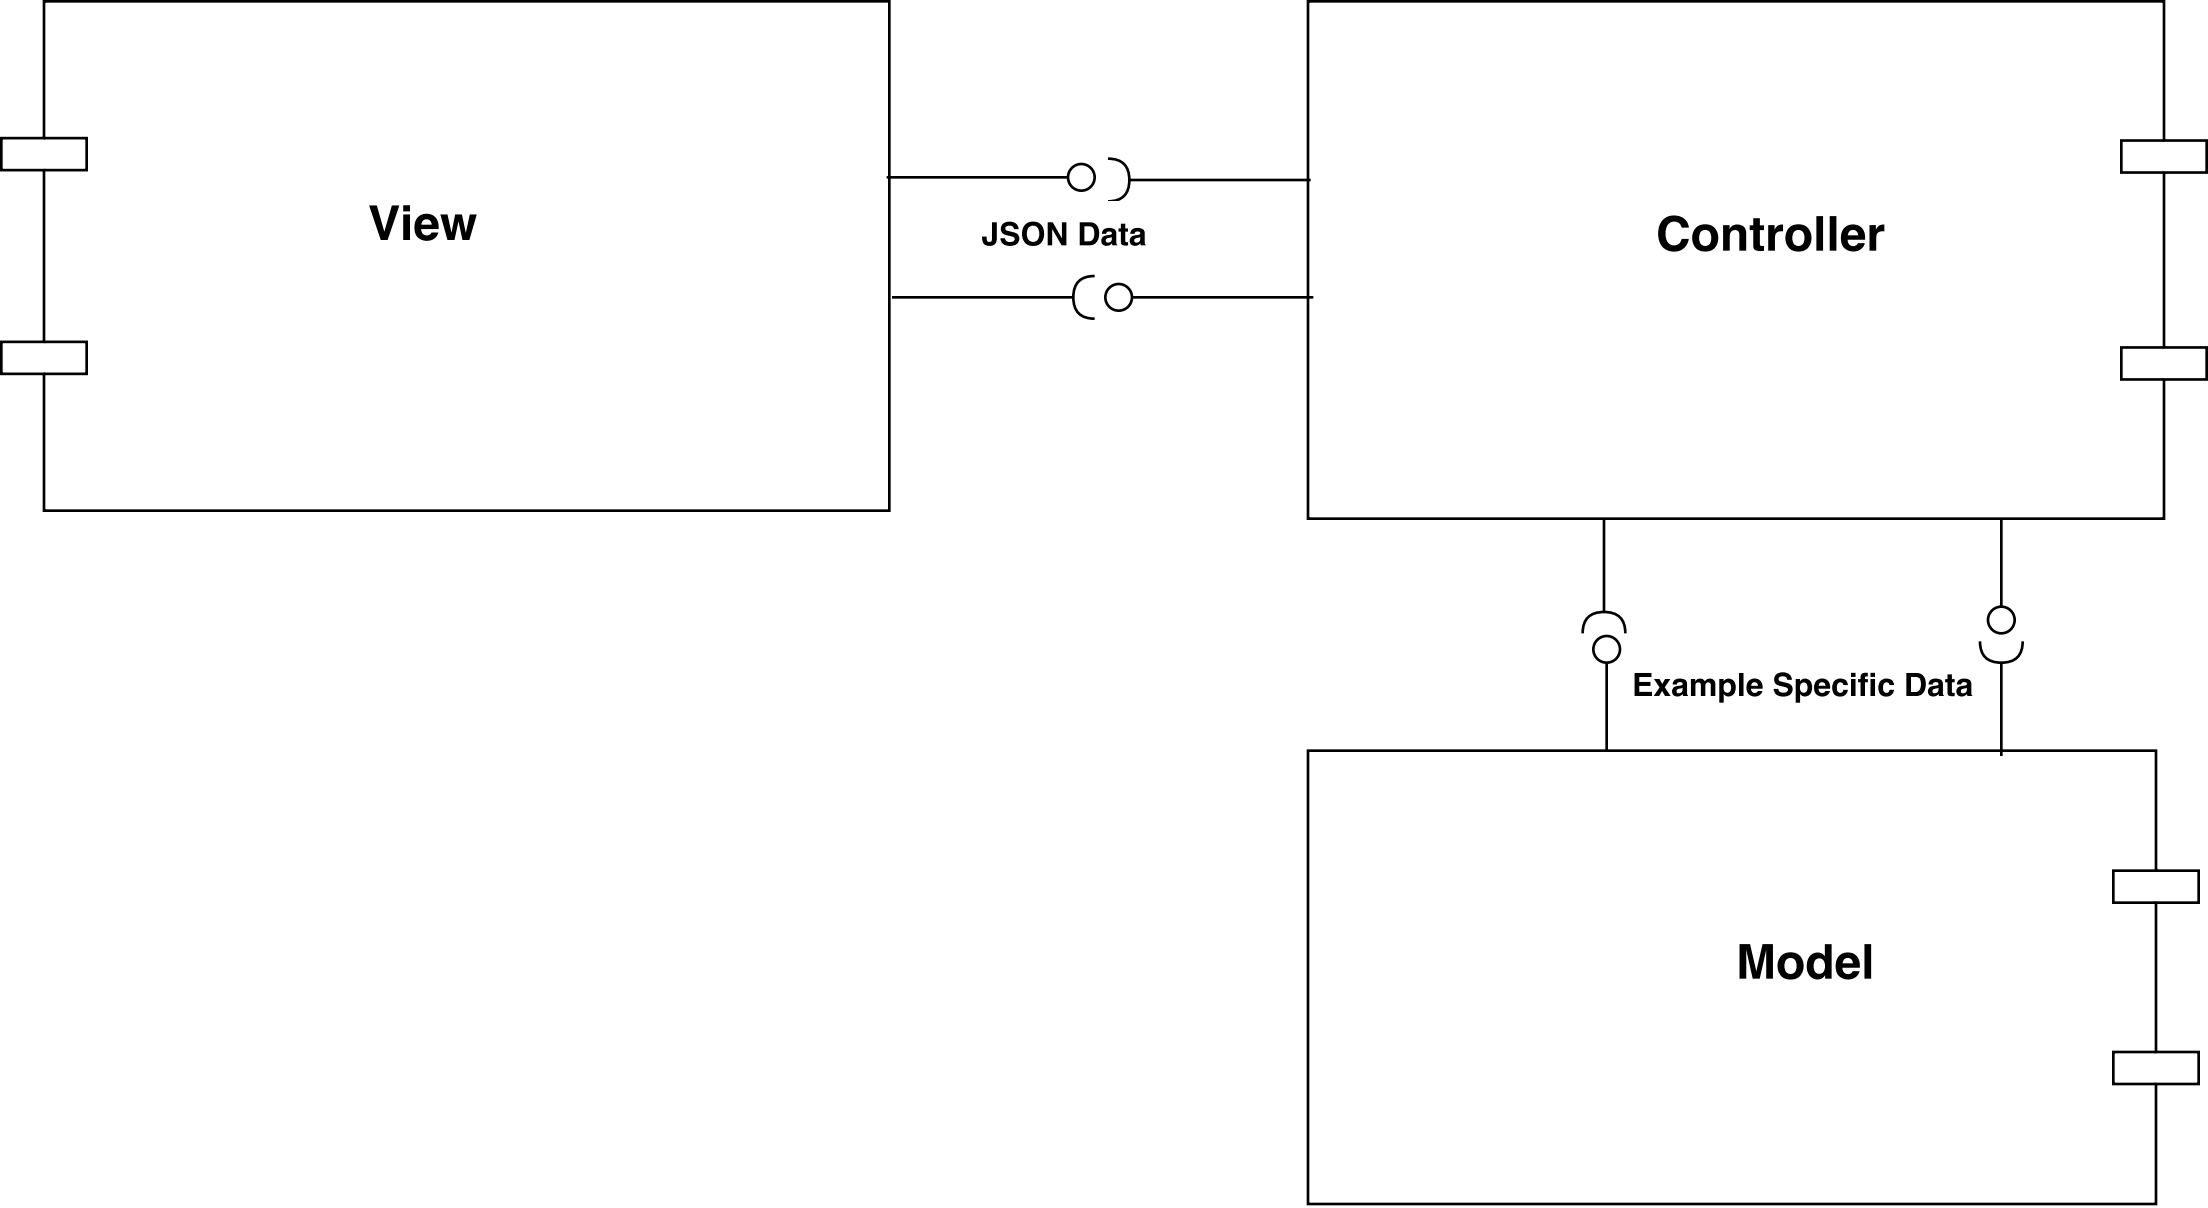 View
JSON Data
Controller
Example Specific Data
Model